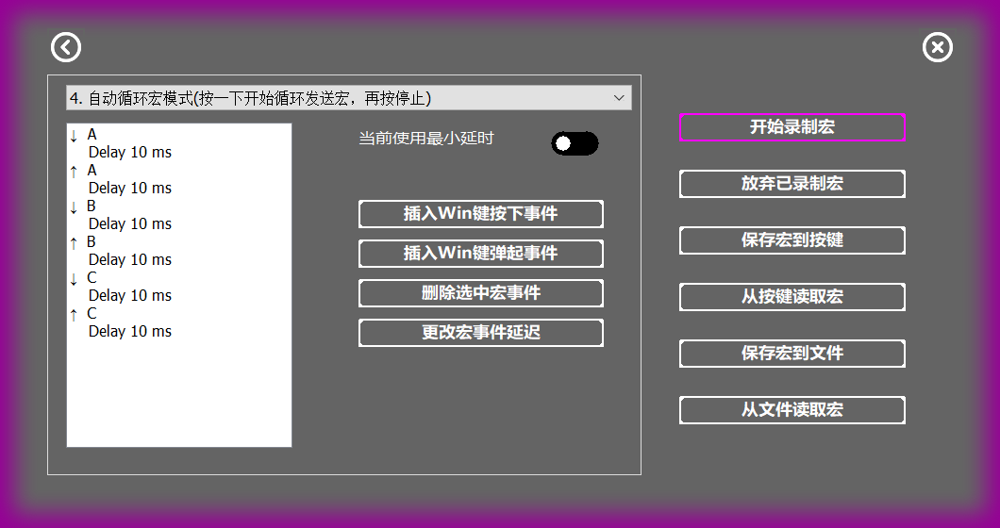 4. 自动循环宏模式(按一下开始循环发送宏，再按停止)
↓ A
Delay 10 ms
↑ A
Delay 10 ms
↓ B
Delay 10 ms
↑ B
Delay 10 ms
↓ C
Delay 10 ms
↑ C
Delay 10 ms
当前使用最小延时
插入Win键按下事件
插入Win键弹起事件
删除选中宏事件
更改宏事件延迟
开始录制宏
放弃已录制宏
保存宏到按键
从按键读取宏
保存宏到文件
从文件读取宏